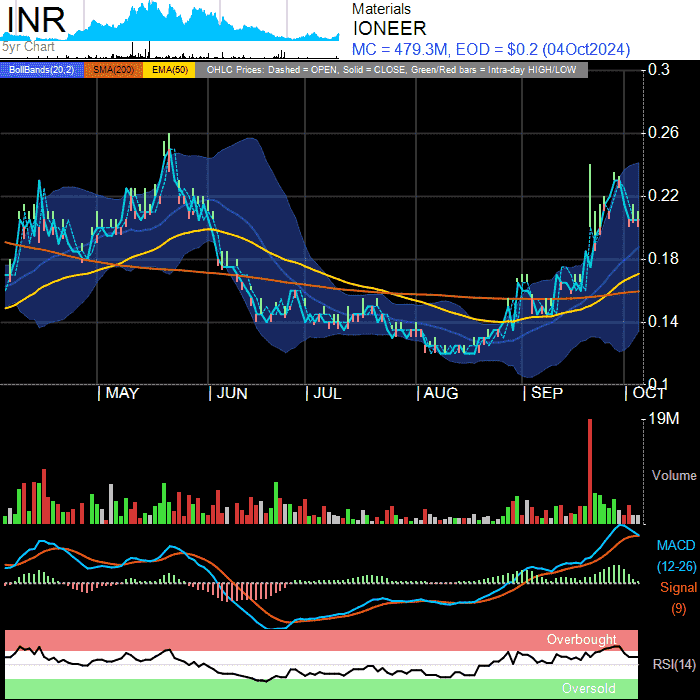 INR
5yr Chart
Materials
IONEER
MC = 479.3M, EOD = $0.2 (04Oct2024)
BollBands(20,2) SMA(200) EMA(50) OHLC Prices: Dashed = OPEN, Solid = CLOSE, Green/Red bars = Intra-day HIGH/LOW
0.3
0.26
0.22
0.18
0.14
0.1
MAY JUN JUL AUG SEP OCT
19M
Volume
MACD
(12-26)
Signal
(9)
Overbought
RSI(14)
Oversold